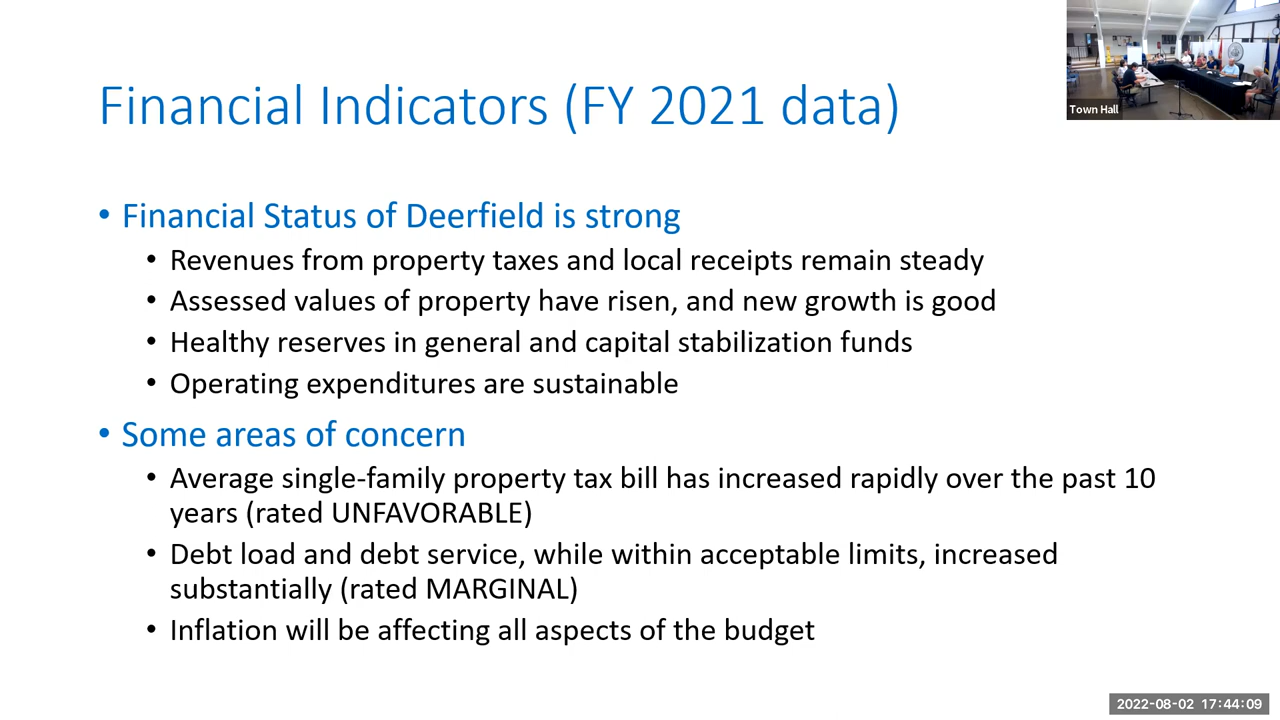 Financial Indicators (FY 2021 data)
Town Hall
• Financial Status of Deerfield is strong
• Revenues from property taxes and local receipts remain steady
• Assessed values of property have risen, and new growth is good
• Healthy reserves in general and capital stabilization funds
• Operating expenditures are sustainable
• Some areas of concern
• Average single-family property tax bill has increased rapidly over the past 10
years (rated UNFAVORABLE)
• Debt load and debt service, while within acceptable limits, increased
substantially (rated MARGINAL)
• Inflation will be affecting all aspects of the budget
2022-08-02 17:44:09